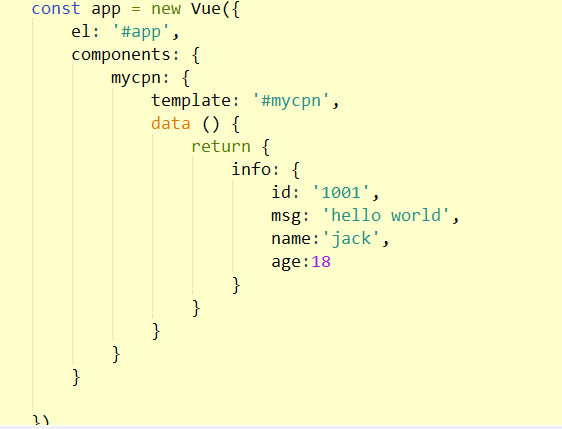 const app = new Vue({
    el: '#app',
    components: {
        mycpn: {
            template: '#mycpn',
            data () {
                return {
                    info: {
                        id: '1001',
                        msg: 'hello world',
                        name:'jack',
                        age:18
                    }
                }
            }
        }
    }

})